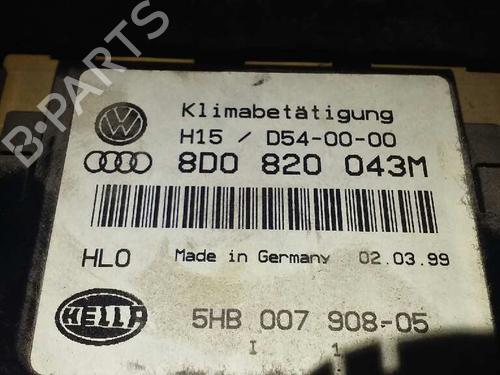 Klimabetätigung
H15 / D54-00-00
8D0 820 043M
HLO Made in Germany 02.03.99
HELLA 5HB 007 908-05
I 1
B-PARTS